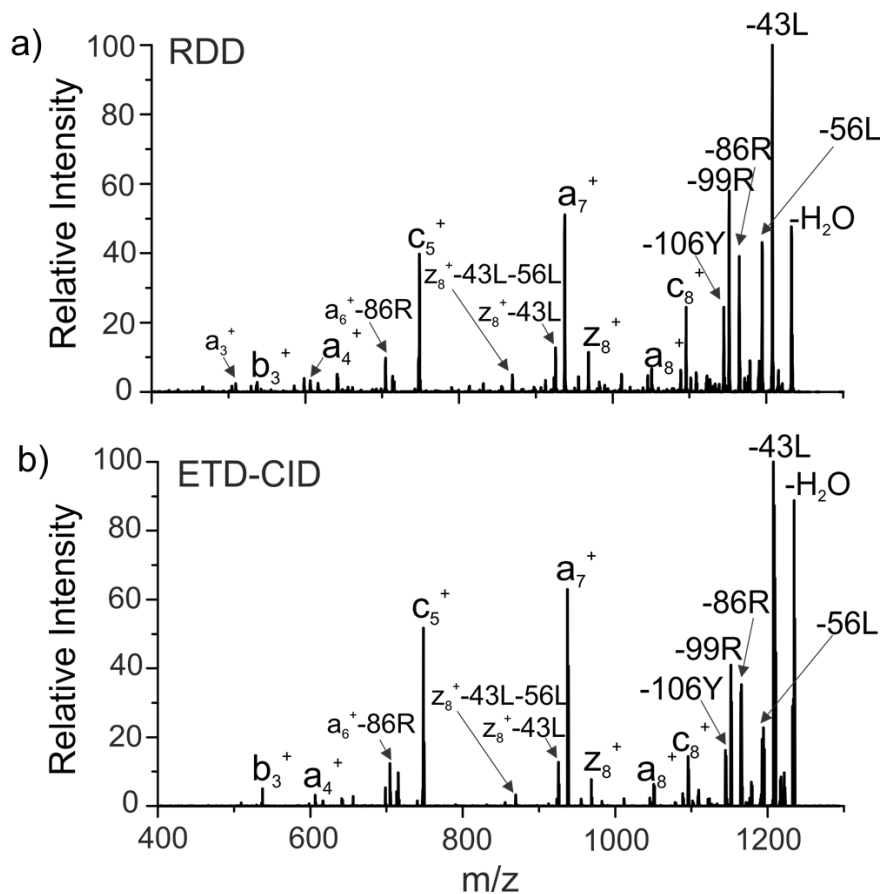 a)
RDD
Relative Intensity
100
80
60
40
20
0
-43L
-56L
-86R
-99R
-H₂O
-106Y
a₇⁺
c₅⁺
z₈⁺-43L-56L
z₈⁺-43L
c₈⁺
a₆⁺-86R
z₈⁺
a₃⁺
b₃⁺
a₄⁺
a₈⁺
b)
ETD-CID
Relative Intensity
100
80
60
40
20
0
-43L
-H₂O
a₇⁺
c₅⁺
-86R
-56L
-99R
-106Y
z₈⁺-43L-56L
a₆⁺-86R
z₈⁺-43L
c₈⁺
z₈⁺
a₈⁺
b₃⁺
a₄⁺
400
600
800
1000
1200
m/z